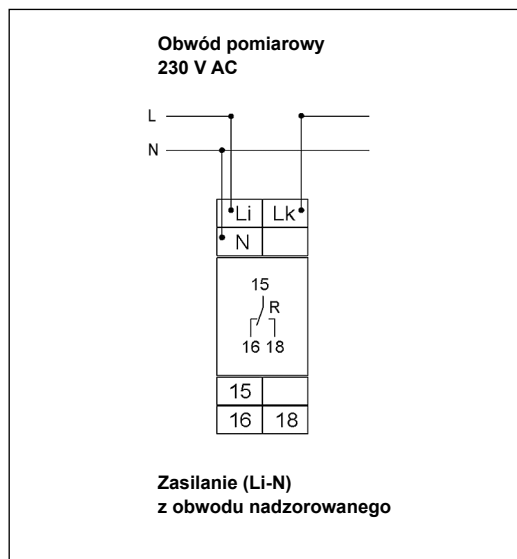 Obwód pomiarowy
230 V AC
L
N
Li Lk
N
15
R
16 18
15
16 18
Zasilanie (Li-N)
z obwodu nadzorowanego